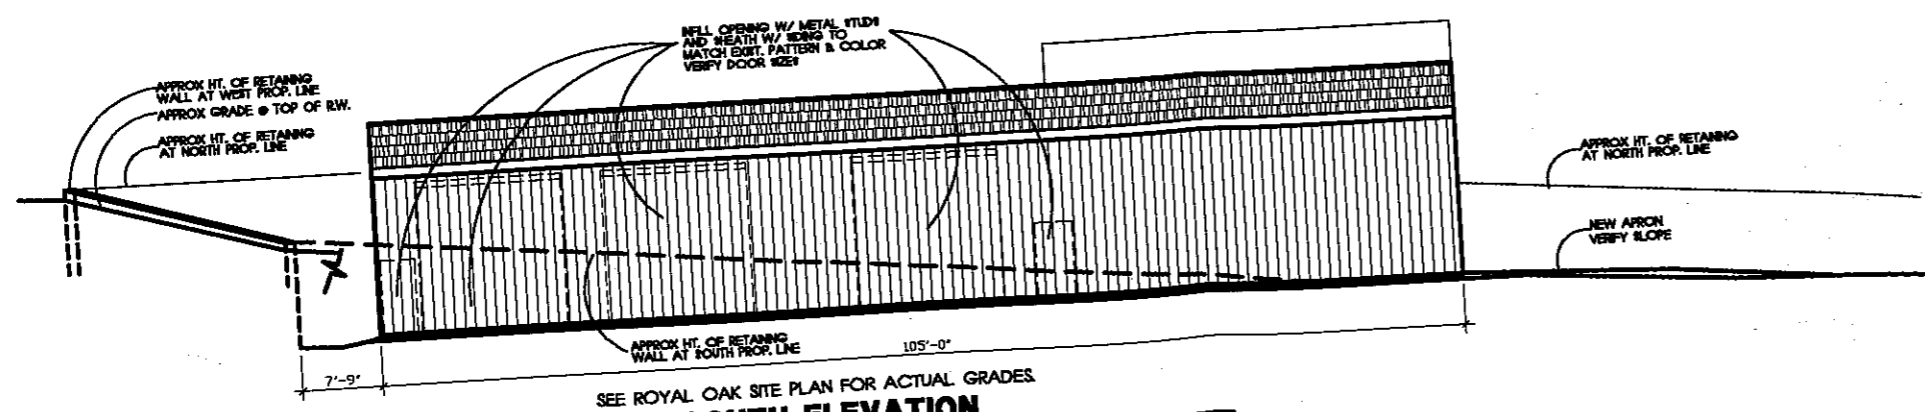 INFILL OPENING W/ METAL STUDS
AND SHEATH W/ SIDING TO
MATCH EXIST. PATTERN & COLOR
VERIFY DOOR SIZES
APPROX HT. OF RETAINING
WALL AT WEST PROP. LINE
APPROX GRADE @ TOP OF R.W.
APPROX HT. OF RETAINING
AT NORTH PROP. LINE
APPROX HT. OF RETAINING
AT NORTH PROP. LINE
NEW APRON
VERIFY SLOPE
APPROX HT. OF RETAINING
WALL AT SOUTH PROP. LINE
105'-0"
7'-9"
SEE ROYAL OAK SITE PLAN FOR ACTUAL GRADES.
SOUTH ELEVATION